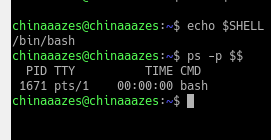 chinaaazes@chinaaazes:~$ echo $SHELL
/bin/bash
chinaaazes@chinaaazes:~$ ps -p $$
PID TTY TIME CMD
1671 pts/1 00:00:00 bash
chinaaazes@chinaaazes:~$